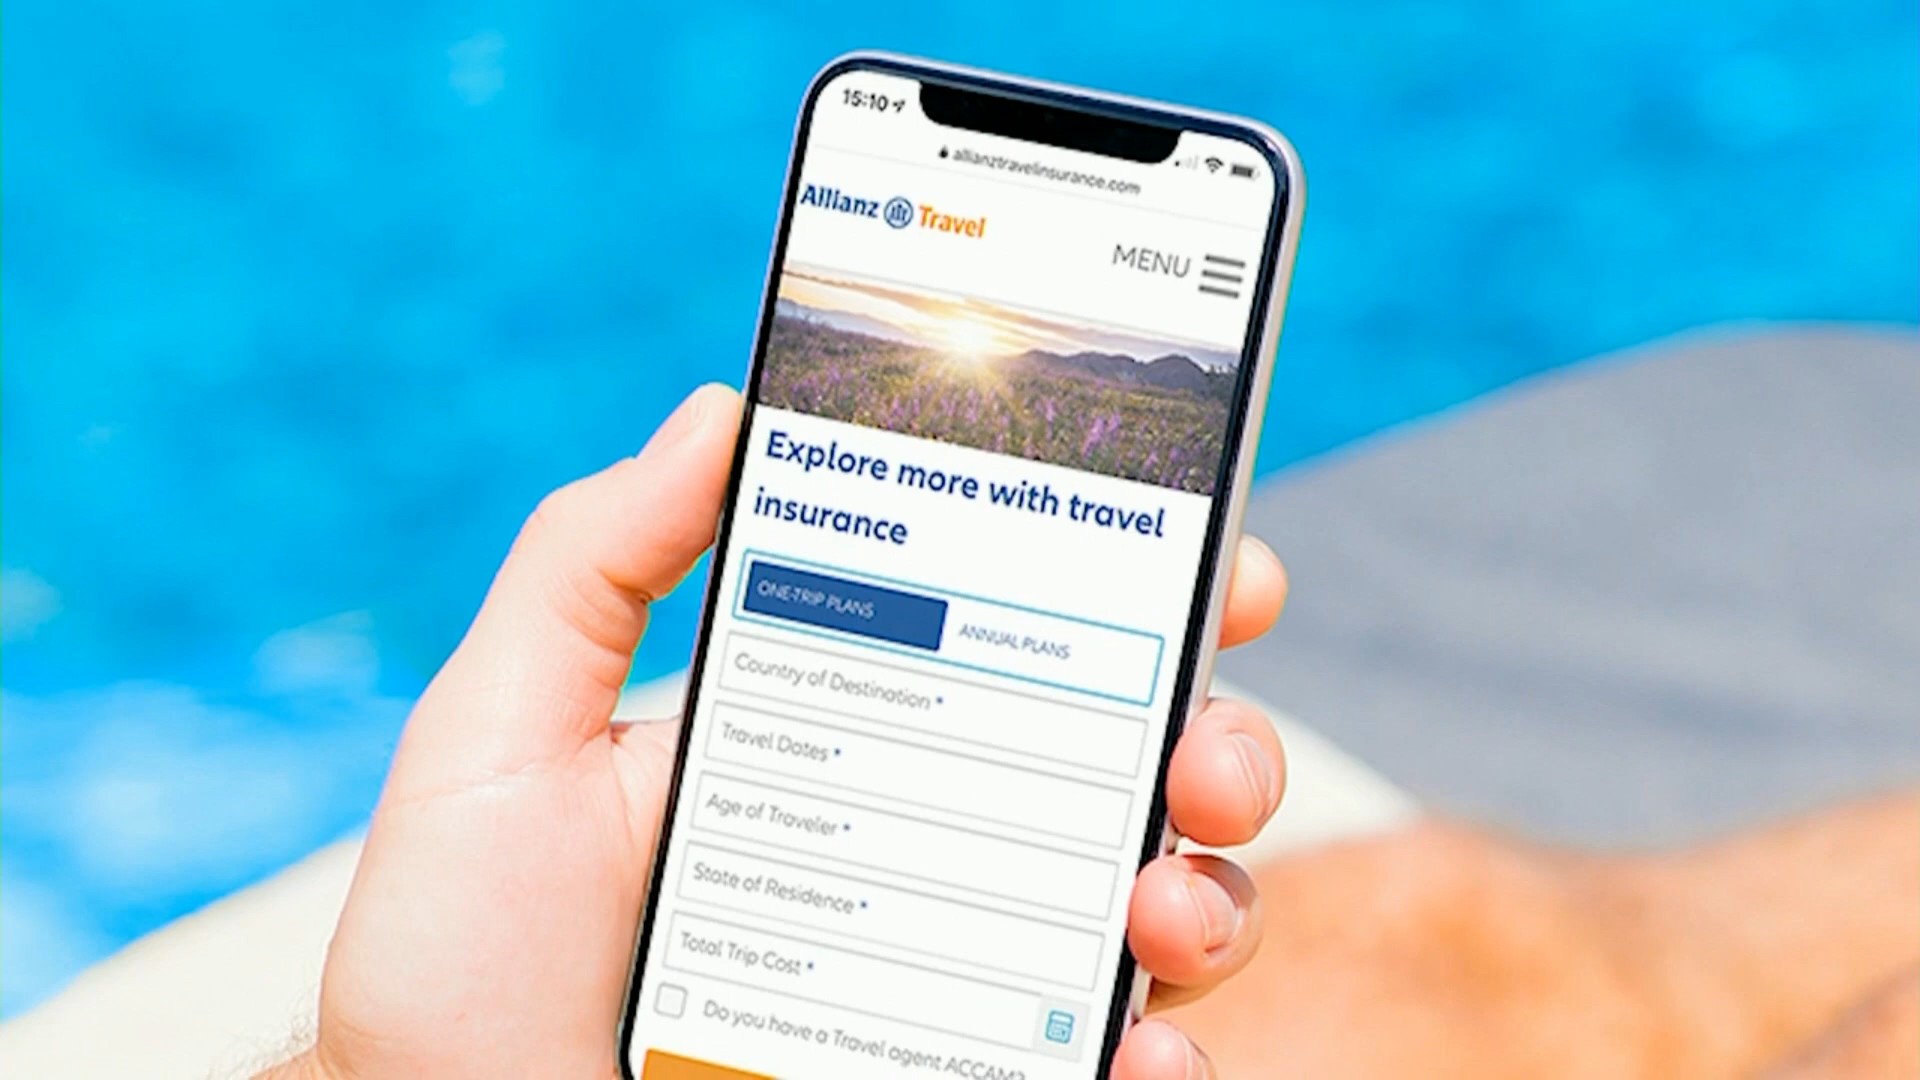 15:10
allianztravelinsurance.com
Allianz Travel
MENU
Explore more with travel
insurance
ONE-TRIP PLANS
ANNUAL PLANS
Country of Destination *
Travel Dates *
Age of Traveler *
State of Residence *
Total Trip Cost *
Do you have a Travel agent ACCAM?